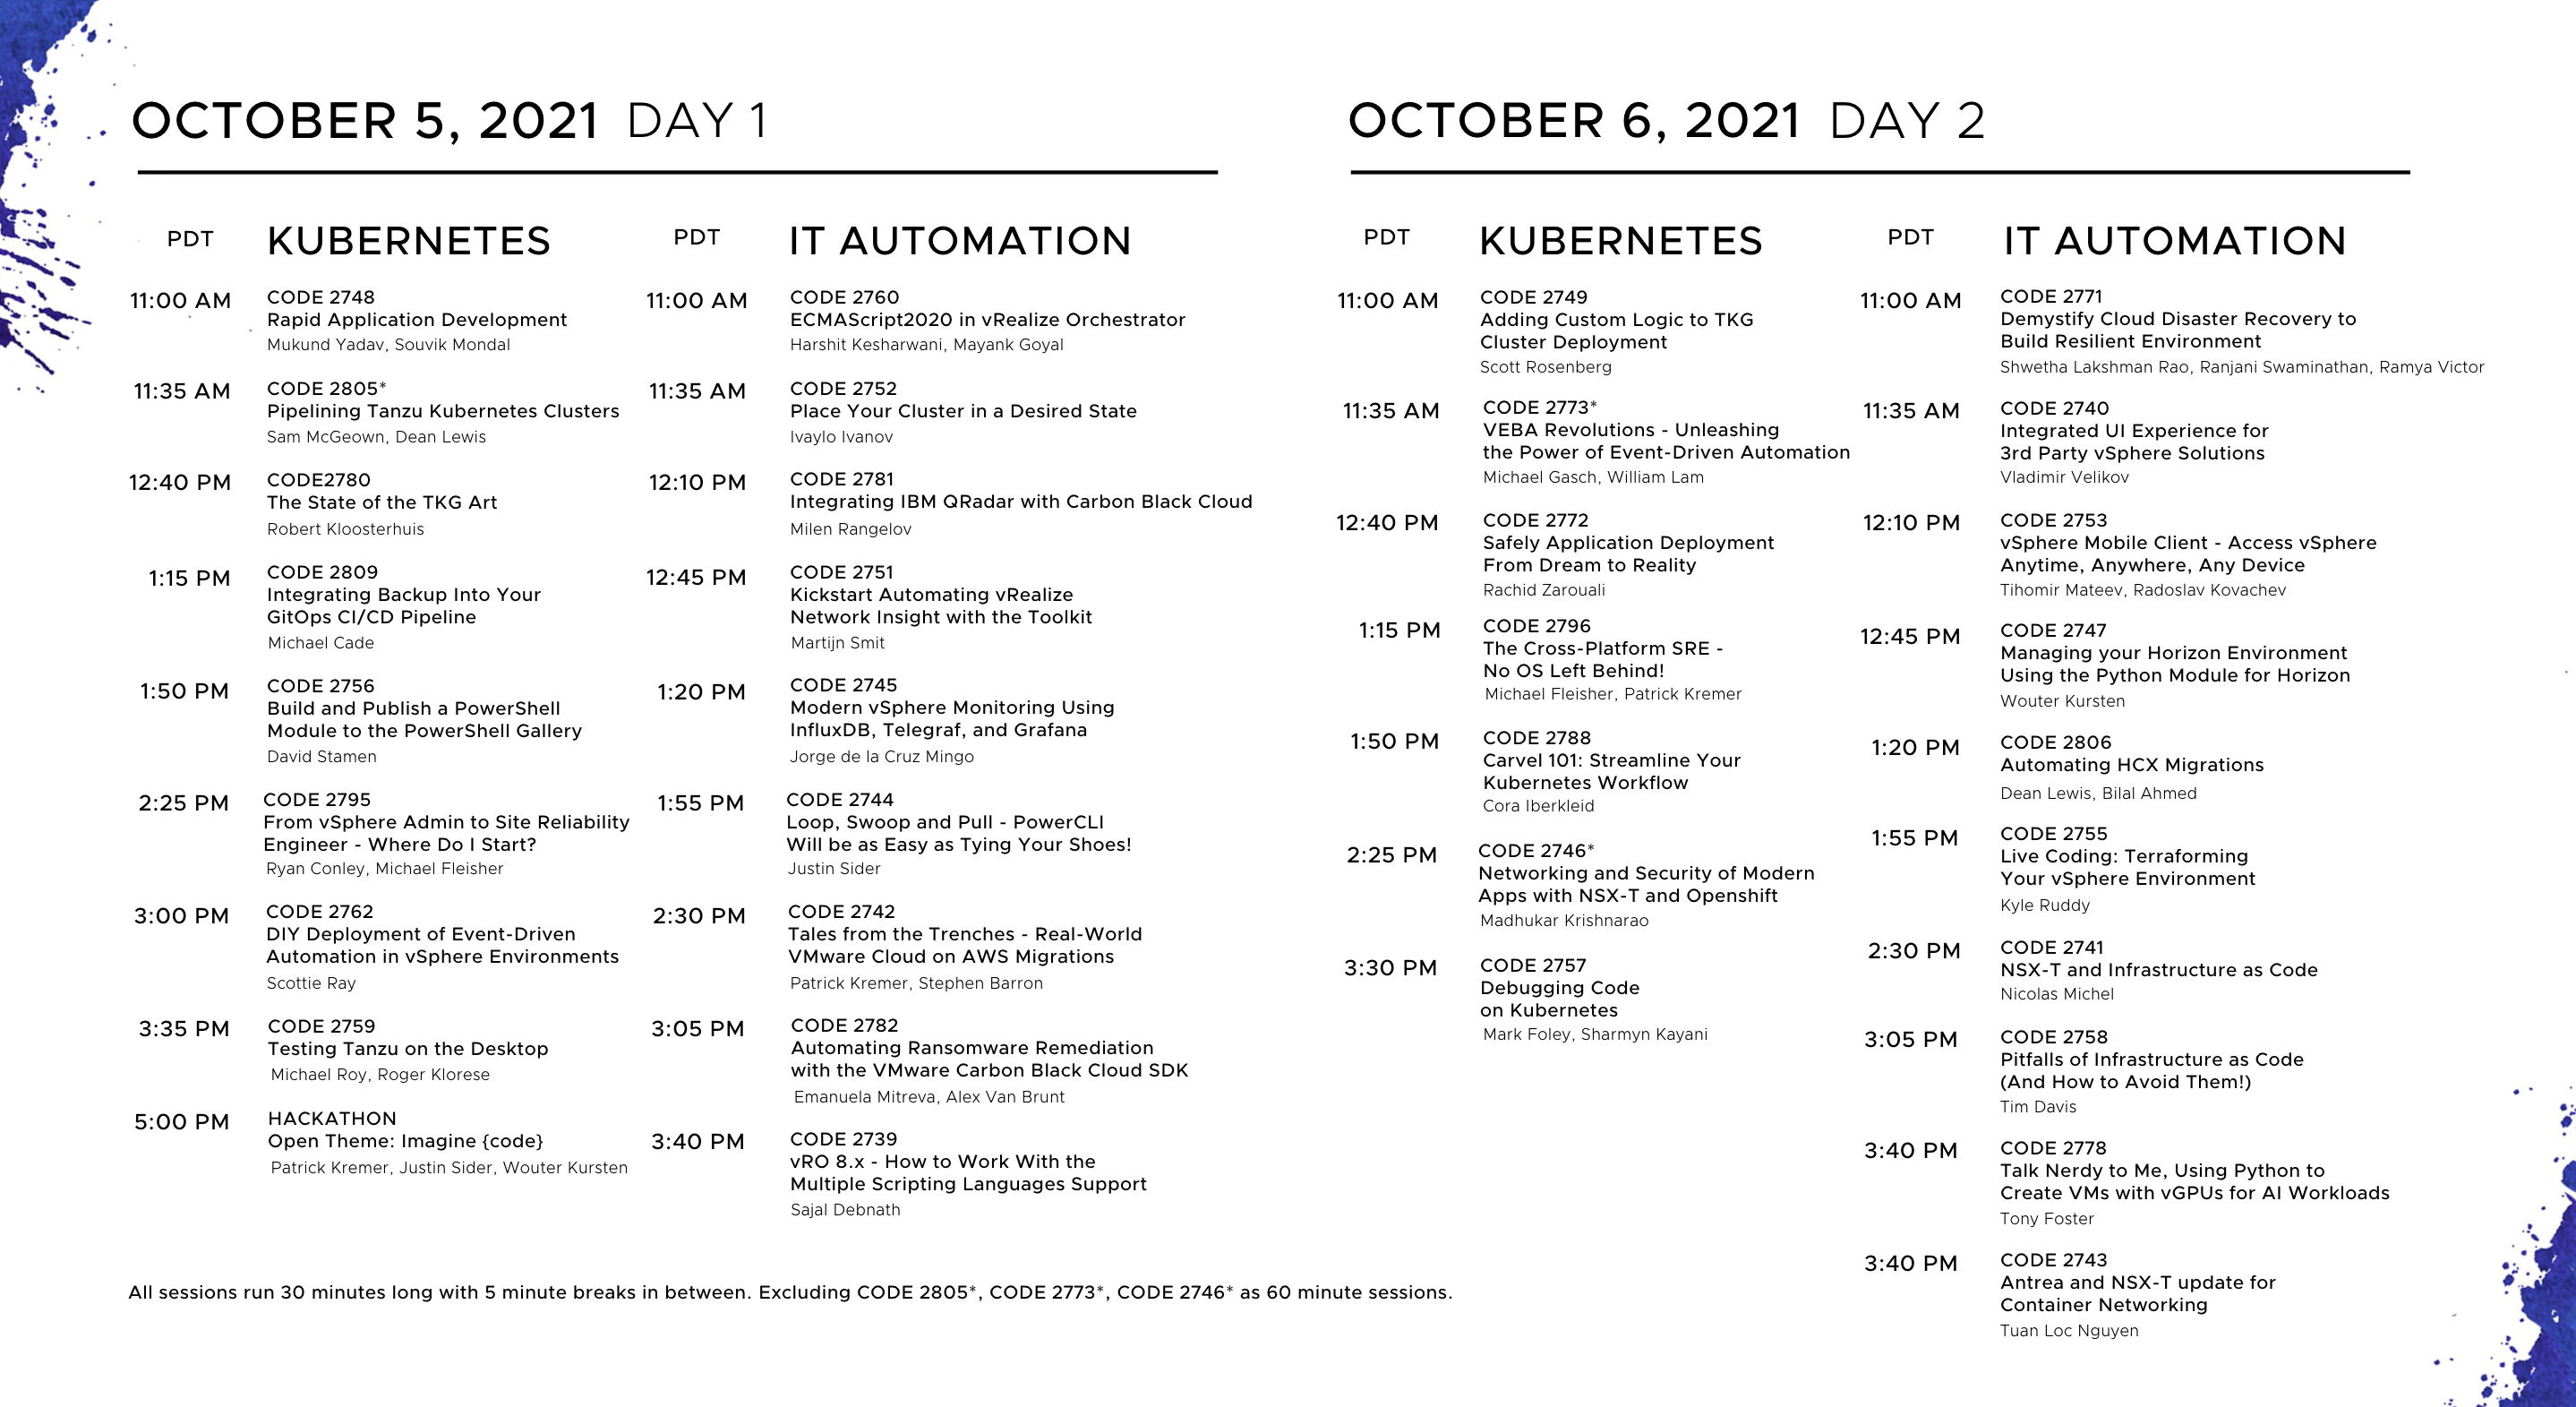 OCTOBER 5, 2021 DAY 1
PDT
KUBERNETES
11:00 AM
CODE 2748
Rapid Application Development
Mukund Yadav, Souvik Mondal
11:35 AM
CODE 2805*
Pipelining Tanzu Kubernetes Clusters
Sam McGeown, Dean Lewis
12:40 PM
CODE2780
The State of the TKG Art
Robert Kloosterhuis
1:15 PM
CODE 2809
Integrating Backup Into Your
GitOps CI/CD Pipeline
Michael Cade
1:50 PM
CODE 2756
Build and Publish a PowerShell
Module to the PowerShell Gallery
David Stamen
2:25 PM
CODE 2795
From vSphere Admin to Site Reliability
Engineer - Where Do I Start?
Ryan Conley, Michael Fleisher
3:00 PM
CODE 2762
DIY Deployment of Event-Driven
Automation in vSphere Environments
Scottie Ray
3:35 PM
CODE 2759
Testing Tanzu on the Desktop
Michael Roy, Roger Klorese
5:00 PM
HACKATHON
Open Theme: Imagine {code}
Patrick Kremer, Justin Sider, Wouter Kursten
PDT
IT AUTOMATION
11:00 AM
CODE 2760
ECMAScript2020 in vRealize Orchestrator
Harshit Kesharwani, Mayank Goyal
11:35 AM
CODE 2752
Place Your Cluster in a Desired State
Ivaylo Ivanov
12:10 PM
CODE 2781
Integrating IBM QRadar with Carbon Black Cloud
Milen Rangelov
12:45 PM
CODE 2751
Kickstart Automating vRealize
Network Insight with the Toolkit
Martijn Smit
1:20 PM
CODE 2745
Modern vSphere Monitoring Using
InfluxDB, Telegraf, and Grafana
Jorge de la Cruz Mingo
1:55 PM
CODE 2744
Loop, Swoop and Pull - PowerCLI
Will be as Easy as Tying Your Shoes!
Justin Sider
2:30 PM
CODE 2742
Tales from the Trenches - Real-World
VMware Cloud on AWS Migrations
Patrick Kremer, Stephen Barron
3:05 PM
CODE 2782
Automating Ransomware Remediation
with the VMware Carbon Black Cloud SDK
Emanuela Mitreva, Alex Van Brunt
3:40 PM
CODE 2739
vRO 8.x - How to Work With the
Multiple Scripting Languages Support
Sajal Debnath
OCTOBER 6, 2021 DAY 2
PDT
KUBERNETES
11:00 AM
CODE 2749
Adding Custom Logic to TKG
Cluster Deployment
Scott Rosenberg
11:35 AM
CODE 2773*
VEBA Revolutions - Unleashing
the Power of Event-Driven Automation
Michael Gasch, William Lam
12:40 PM
CODE 2772
Safely Application Deployment
From Dream to Reality
Rachid Zarouali
1:15 PM
CODE 2796
The Cross-Platform SRE -
No OS Left Behind!
Michael Fleisher, Patrick Kremer
1:50 PM
CODE 2788
Carvel 101: Streamline Your
Kubernetes Workflow
Cora Iberkleid
2:25 PM
CODE 2746*
Networking and Security of Modern
Apps with NSX-T and Openshift
Madhukar Krishnarao
3:30 PM
CODE 2757
Debugging Code
on Kubernetes
Mark Foley, Sharmyn Kayani
PDT
IT AUTOMATION
11:00 AM
CODE 2771
Demystify Cloud Disaster Recovery to
Build Resilient Environment
Shwetha Lakshman Rao, Ranjani Swaminathan, Ramya Victor
11:35 AM
CODE 2740
Integrated UI Experience for
3rd Party vSphere Solutions
Vladimir Velikov
12:10 PM
CODE 2753
vSphere Mobile Client - Access vSphere
Anytime, Anywhere, Any Device
Tihomir Mateev, Radoslav Kovachev
12:45 PM
CODE 2747
Managing your Horizon Environment
Using the Python Module for Horizon
Wouter Kursten
1:20 PM
CODE 2806
Automating HCX Migrations
Dean Lewis, Bilal Ahmed
1:55 PM
CODE 2755
Live Coding: Terraforming
Your vSphere Environment
Kyle Ruddy
2:30 PM
CODE 2741
NSX-T and Infrastructure as Code
Nicolas Michel
3:05 PM
CODE 2758
Pitfalls of Infrastructure as Code
(And How to Avoid Them!)
Tim Davis
3:40 PM
CODE 2778
Talk Nerdy to Me, Using Python to
Create VMs with vGPUs for AI Workloads
Tony Foster
3:40 PM
CODE 2743
Antrea and NSX-T update for
Container Networking
Tuan Loc Nguyen
All sessions run 30 minutes long with 5 minute breaks in between. Excluding CODE 2805*, CODE 2773*, CODE 2746* as 60 minute sessions.